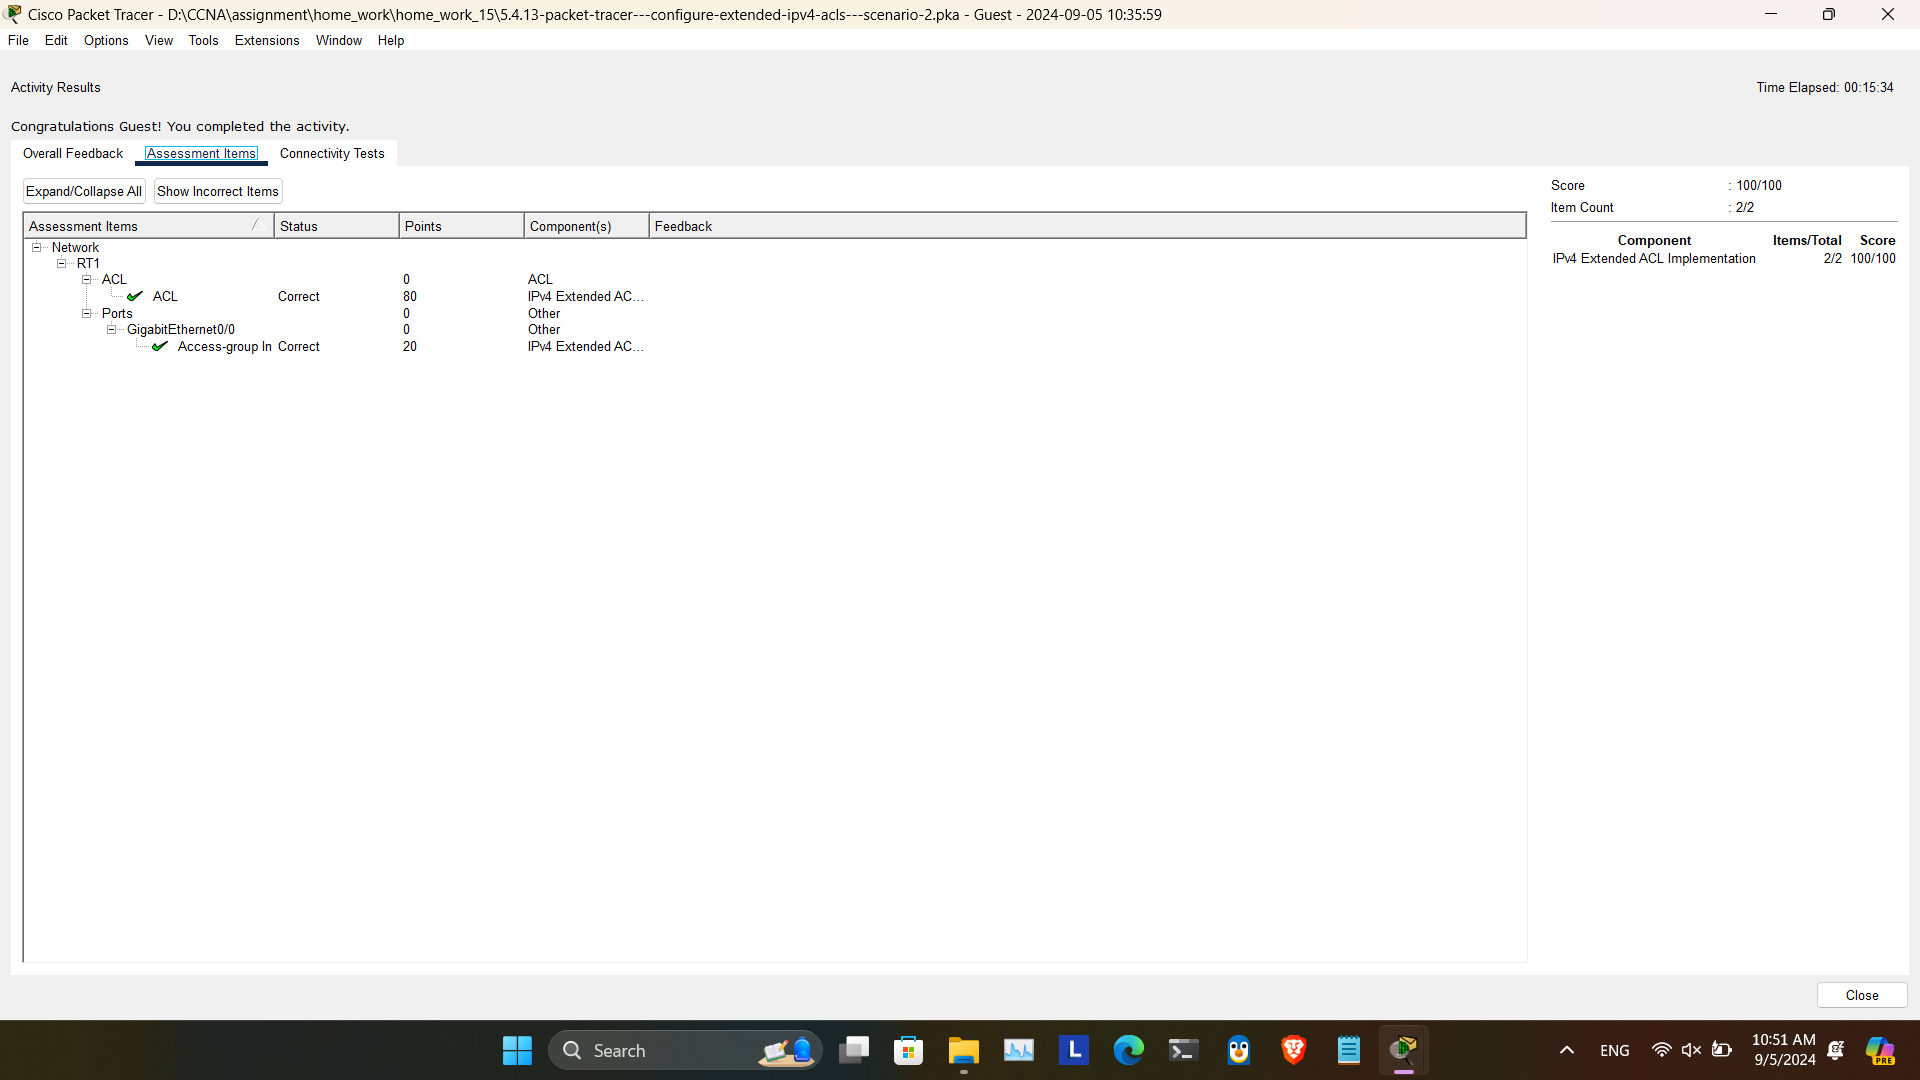 Cisco Packet Tracer - D:\CCNA\assignment\home_work\home_work_15\5.4.13-packet-tracer---configure-extended-ipv4-acls---scenario-2.pka - Guest - 2024-09-05 10:35:59
File Edit Options View Tools Extensions Window Help
Activity Results Time Elapsed: 00:15:34
Congratulations Guest! You completed the activity.
Overall Feedback Assessment Items Connectivity Tests
Expand/Collapse All Show Incorrect Items
Score : 100/100
Item Count : 2/2
Component Items/Total Score
IPv4 Extended ACL Implementation 2/2 100/100
Assessment Items Status Points Component(s) Feedback
Network
RT1
ACL 0 ACL
ACL Correct 80 IPv4 Extended AC...
Ports 0 Other
GigabitEthernet0/0 0 Other
Access-group In Correct 20 IPv4 Extended AC...
Close
Search
L
ENG
10:51 AM
9/5/2024
PRE